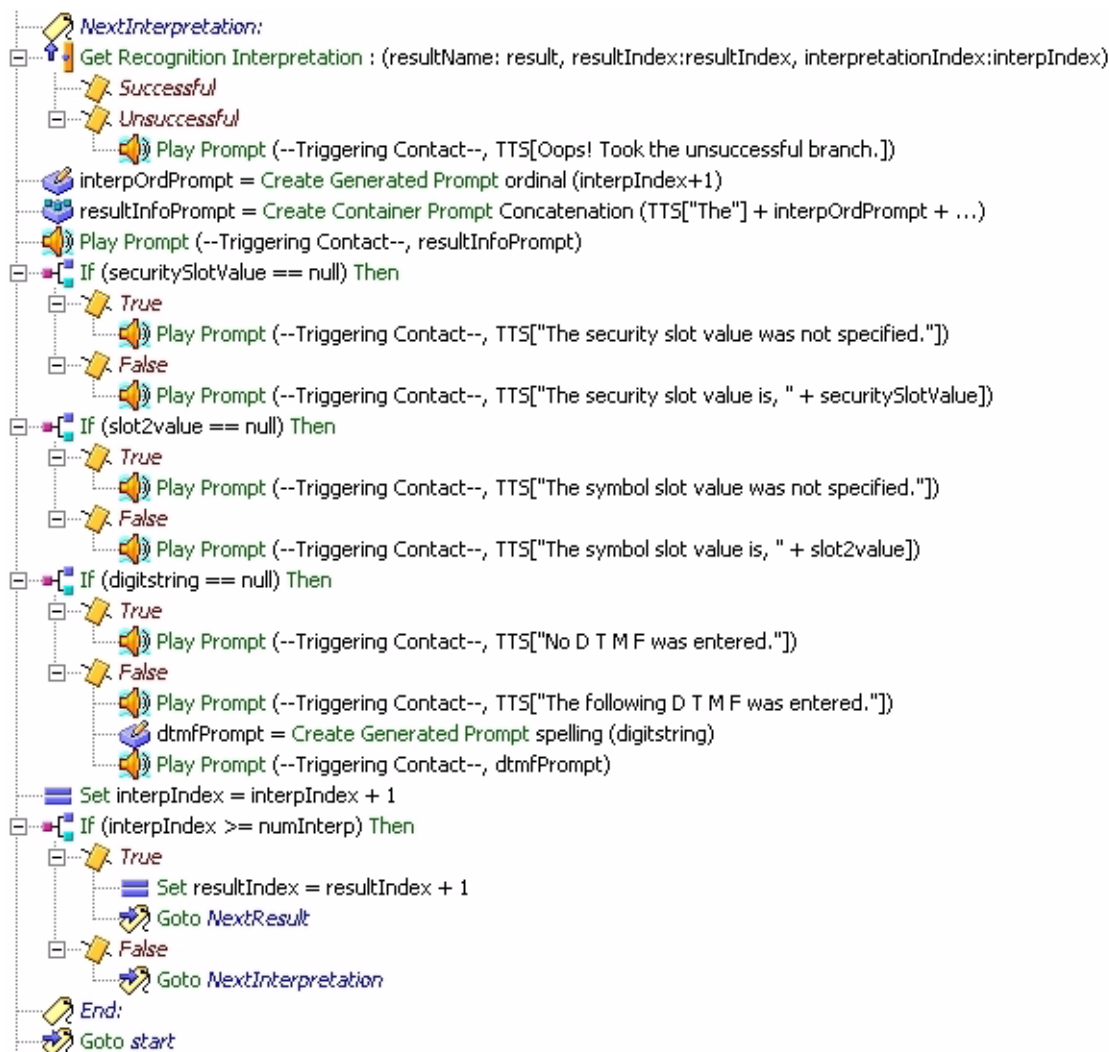 NextInterpretation:
Get Recognition Interpretation : (resultName: result, resultIndex:resultIndex, interpretationIndex:interpIndex)
Successful
Unsuccessful
Play Prompt (--Triggering Contact--, TTS[Oops! Took the unsuccessful branch.])
interpOrdPrompt = Create Generated Prompt ordinal (interpIndex+1)
resultInfoPrompt = Create Container Prompt Concatenation (TTS["The"] + interpOrdPrompt + ...)
Play Prompt (--Triggering Contact--, resultInfoPrompt)
If (securitySlotValue == null) Then
True
Play Prompt (--Triggering Contact--, TTS["The security slot value was not specified."])
False
Play Prompt (--Triggering Contact--, TTS["The security slot value is, " + securitySlotValue])
If (slot2value == null) Then
True
Play Prompt (--Triggering Contact--, TTS["The symbol slot value was not specified."])
False
Play Prompt (--Triggering Contact--, TTS["The symbol slot value is, " + slot2value])
If (digitstring == null) Then
True
Play Prompt (--Triggering Contact--, TTS["No D T M F was entered."])
False
Play Prompt (--Triggering Contact--, TTS["The following D T M F was entered."])
dtmfPrompt = Create Generated Prompt spelling (digitstring)
Play Prompt (--Triggering Contact--, dtmfPrompt)
Set interpIndex = interpIndex + 1
If (interpIndex >= numInterp) Then
True
Set resultIndex = resultIndex + 1
Goto NextResult
False
Goto NextInterpretation
End:
Goto start